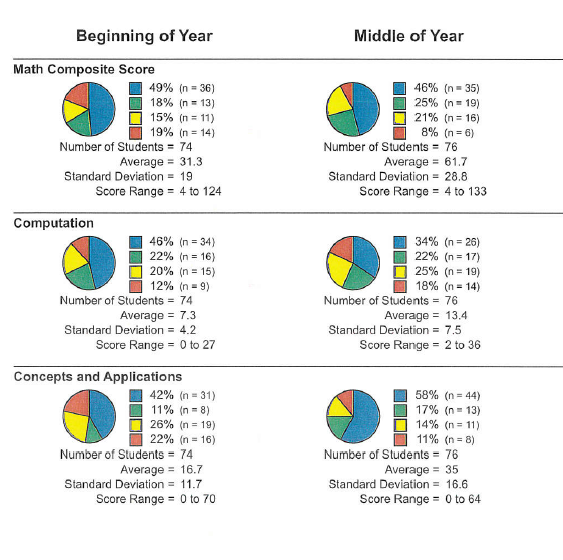 Beginning of Year
Middle of Year
Math Composite Score
49% (n = 36)
18% (n = 13)
15% (n = 11)
19% (n = 14)
Number of Students = 74
Average = 31.3
Standard Deviation = 19
Score Range = 4 to 124
46% (n = 35)
25% (n = 19)
21% (n = 16)
8% (n = 6)
Number of Students = 76
Average = 61.7
Standard Deviation = 28.8
Score Range = 4 to 133
Computation
46% (n = 34)
22% (n = 16)
20% (n = 15)
12% (n = 9)
Number of Students = 74
Average = 7.3
Standard Deviation = 4.2
Score Range = 0 to 27
34% (n = 26)
22% (n = 17)
25% (n = 19)
18% (n = 14)
Number of Students = 76
Average = 13.4
Standard Deviation = 7.5
Score Range = 2 to 36
Concepts and Applications
42% (n = 31)
11% (n = 8)
26% (n = 19)
22% (n = 16)
Number of Students = 74
Average = 16.7
Standard Deviation = 11.7
Score Range = 0 to 70
58% (n = 44)
17% (n = 13)
14% (n = 11)
11% (n = 8)
Number of Students = 76
Average = 35
Standard Deviation = 16.6
Score Range = 0 to 64